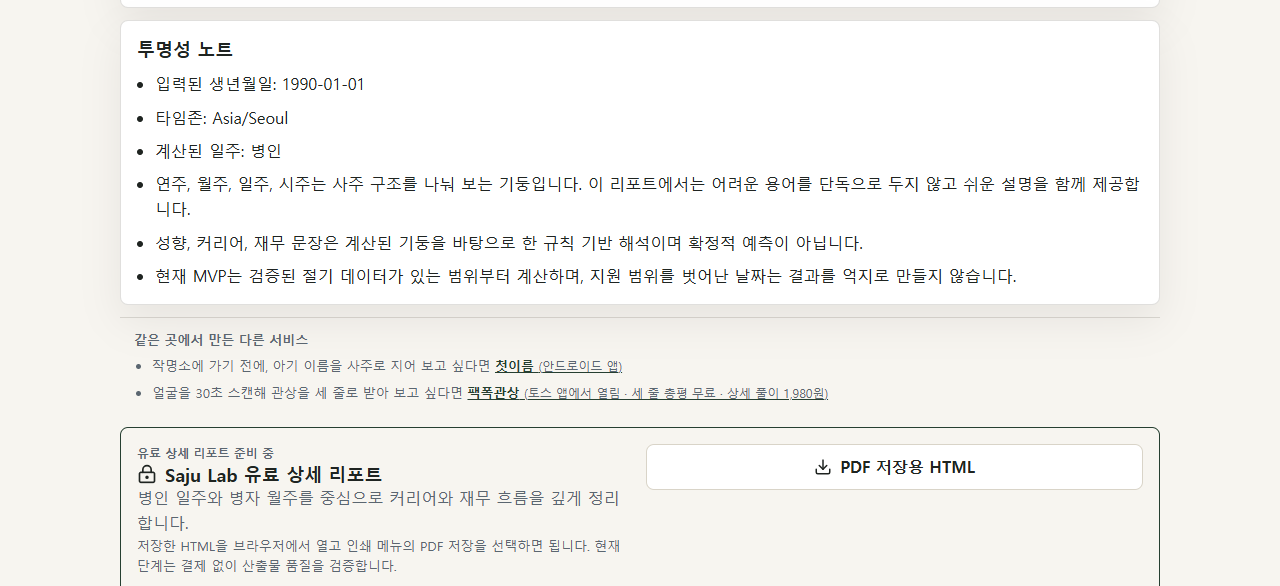 투명성 노트
입력된 생년월일: 1990-01-01
타임존: Asia/Seoul
계산된 일주: 병인
연주, 월주, 일주, 시주는 사주 구조를 나눠 보는 기둥입니다. 이 리포트에서는 어려운 용어를 단독으로 두지 않고 쉬운 설명을 함께 제공합
니다.
성향, 커리어, 재무 문장은 계산된 기둥을 바탕으로 한 규칙 기반 해석이며 확정적 예측이 아닙니다.
현재 MVP는 검증된 절기 데이터가 있는 범위부터 계산하며, 지원 범위를 벗어난 날짜는 결과를 억지로 만들지 않습니다.
같은 곳에서 만든 다른 서비스
작명소에 가기 전에, 아기 이름을 사주로 지어 보고 싶다면 첫이름 (안드로이드 앱)
얼굴을 30초 스캔해 관상을 세 줄로 받아 보고 싶다면 팩폭관상 (토스 앱에서 열림 · 세 줄 총평 무료 · 상세 풀이 1,980원)
유료 상세 리포트 준비 중
Saju Lab 유료 상세 리포트
병인 일주와 병자 월주를 중심으로 커리어와 재무 흐름을 깊게 정리
합니다.
저장한 HTML을 브라우저에서 열고 인쇄 메뉴의 PDF 저장을 선택하면 됩니다. 현재
단계는 결제 없이 산출물 품질을 검증합니다.
PDF 저장용 HTML